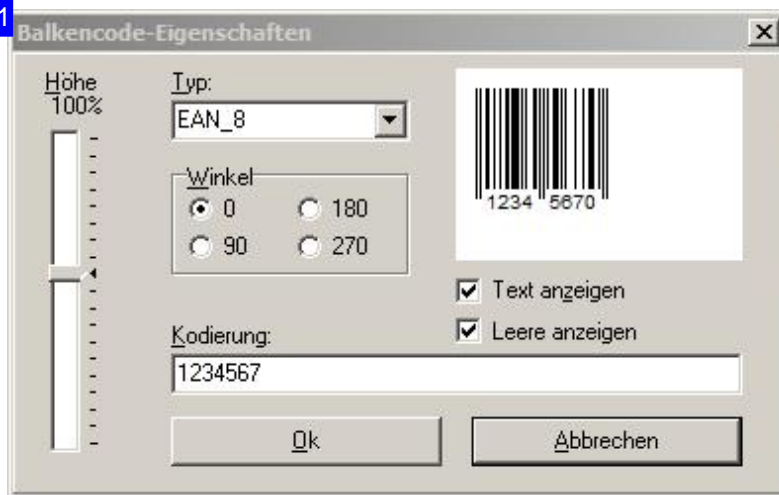 1
Balkencode-Eigenschaften
Höhe
100%
Typ:
EAN_8
Winkel
0
180
90
270
1234 5670
Text anzeigen
Leere anzeigen
Kodierung:
1234567
Ok
Abbrechen